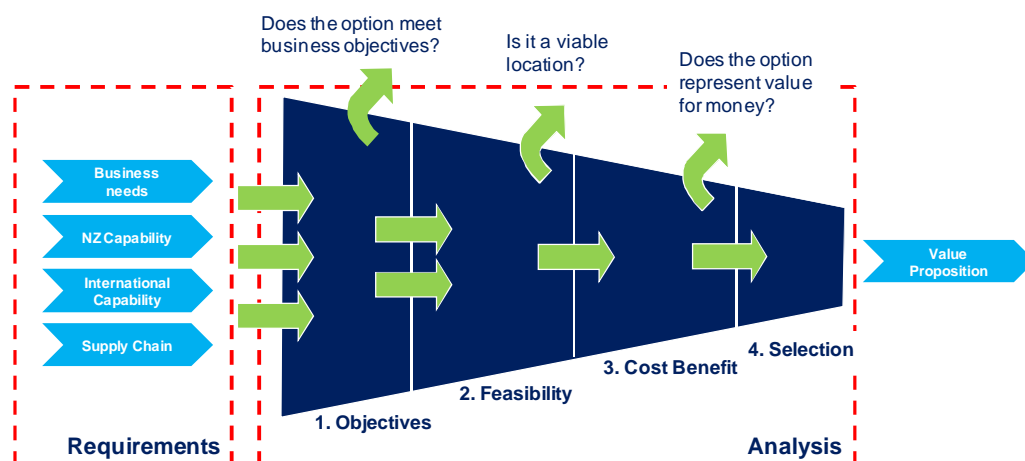 Does the option meet
business objectives?
Is it a viable
location?
Does the option
represent value
for money?
Business
needs
NZ Capability
International
Capability
Supply Chain
Value
Proposition
1. Objectives
2. Feasibility
3. Cost Benefit
4. Selection
Requirements
Analysis